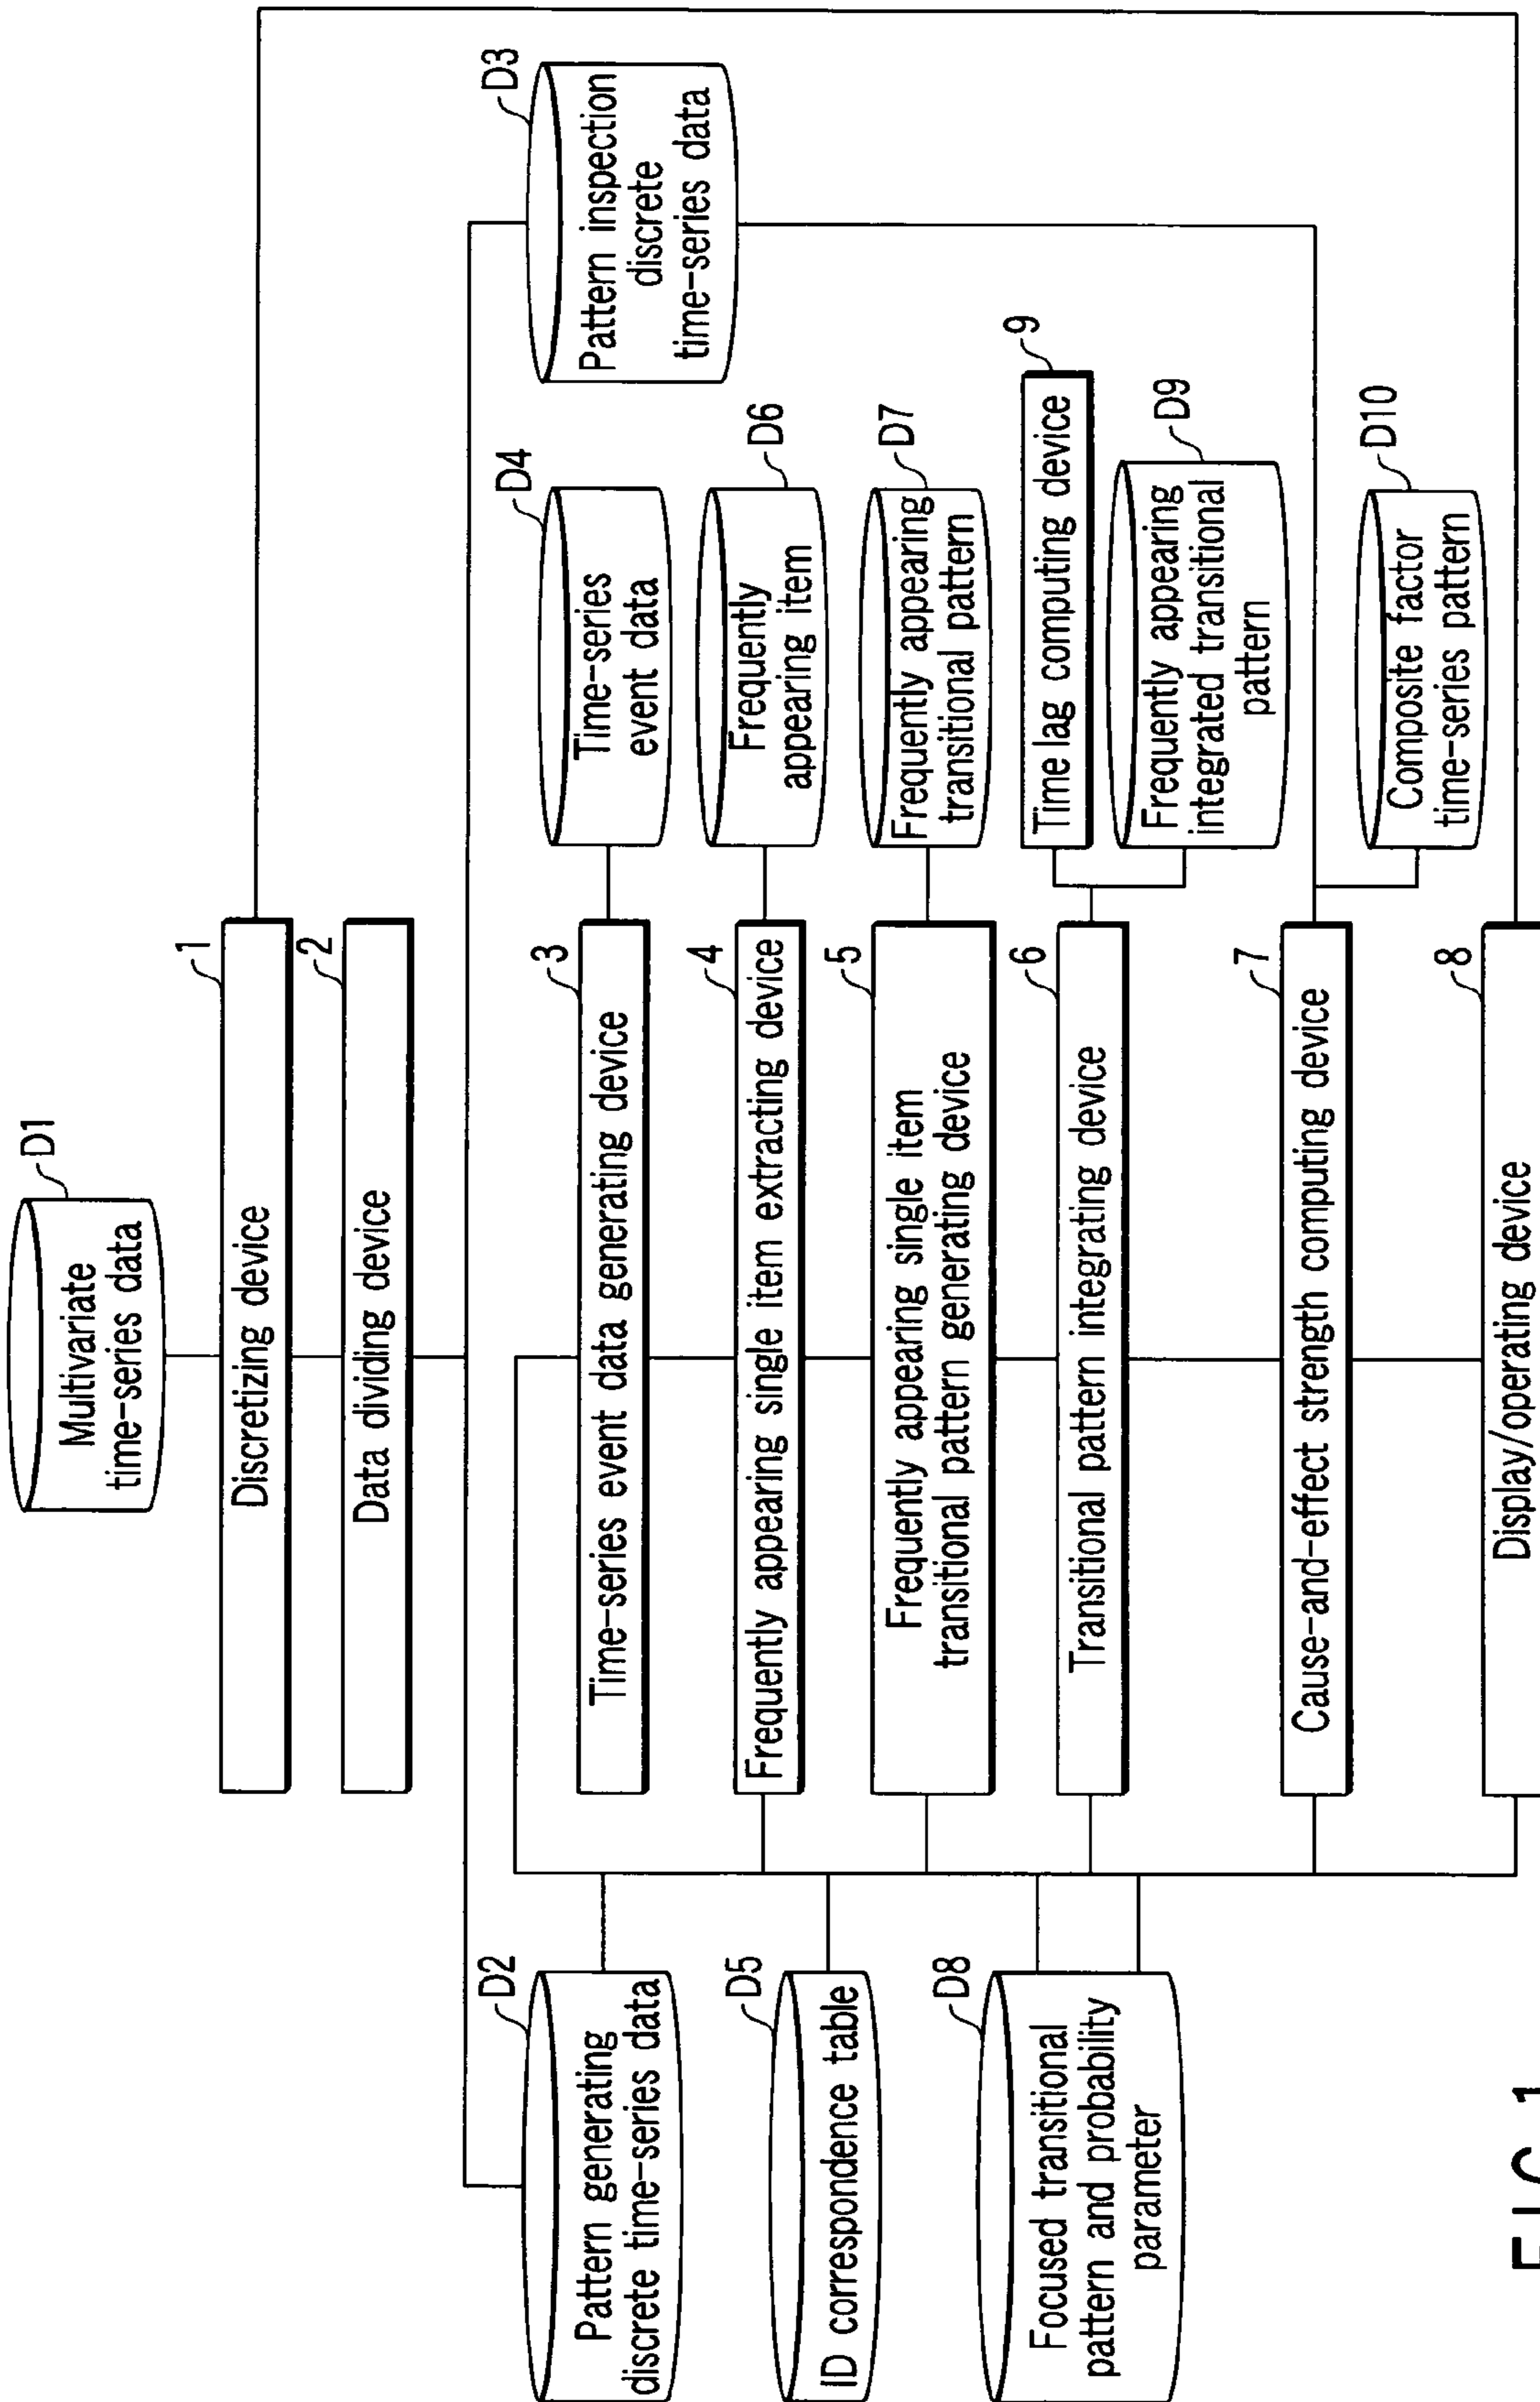 D1
Multivariate
time-series data
1
Discretizing device
2
Data dividing device
D2
Pattern generating
discrete time-series data
D3
Pattern inspection
discrete
time-series data
3
Time-series event data generating device
D4
Time-series
event data
4
Frequently appearing single item extracting device
D6
Frequently
appearing item
D5
ID correspondence table
5
Frequently appearing single item
transitional pattern generating device
D7
Frequently appearing
transitional pattern
D8
Focused transitional
pattern and probability
parameter
6
Transitional pattern integrating device
9
Time lag computing device
D9
Frequently appearing
integrated transitional
pattern
7
Cause-and-effect strength computing device
D10
Composite factor
time-series pattern
8
Display/operating device
FIG. 1